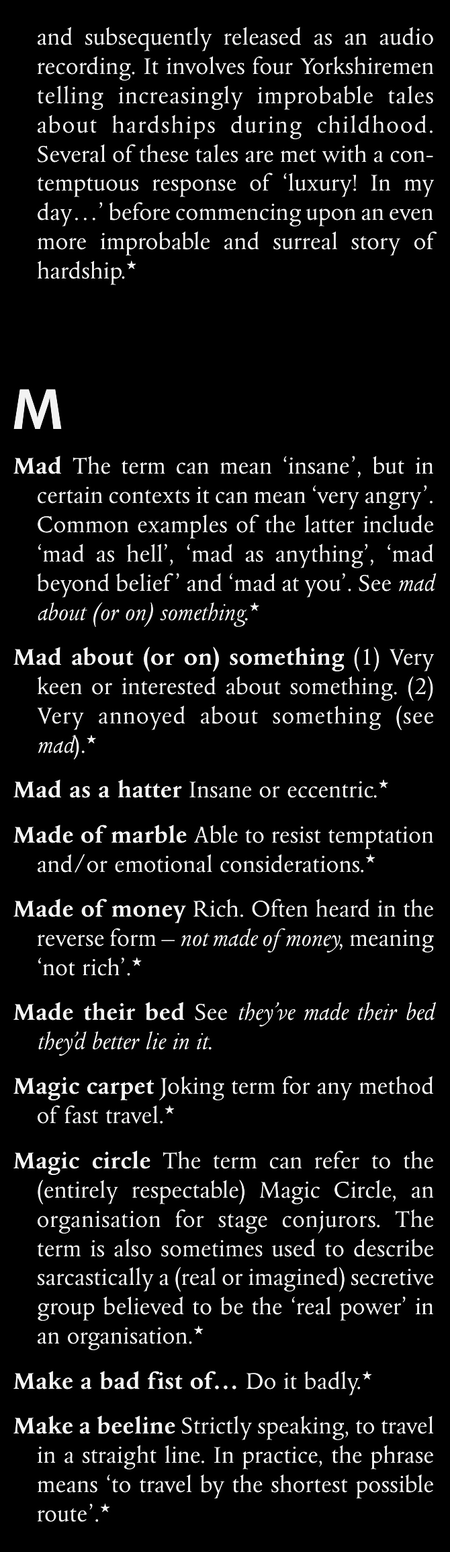 and subsequently released as an audio
recording. It involves four Yorkshiremen
telling increasingly improbable tales
about hardships during childhood.
Several of these tales are met with a con-
temptuous response of ‘luxury! In my
day…’ before commencing upon an even
more improbable and surreal story of
hardship.★
M
Mad The term can mean ‘insane’, but in
certain contexts it can mean ‘very angry’.
Common examples of the latter include
‘mad as hell’, ‘mad as anything’, ‘mad
beyond belief’ and ‘mad at you’. See mad
about (or on) something.★
Mad about (or on) something (1) Very
keen or interested about something. (2)
Very annoyed about something (see
mad).★
Mad as a hatter Insane or eccentric.★
Made of marble Able to resist temptation
and/or emotional considerations.★
Made of money Rich. Often heard in the
reverse form – not made of money, meaning
‘not rich’.★
Made their bed See they’ve made their bed
they’d better lie in it.
Magic carpet Joking term for any method
of fast travel.★
Magic circle The term can refer to the
(entirely respectable) Magic Circle, an
organisation for stage conjurors. The
term is also sometimes used to describe
sarcastically a (real or imagined) secretive
group believed to be the ‘real power’ in
an organisation.★
Make a bad fist of… Do it badly.★
Make a beeline Strictly speaking, to travel
in a straight line. In practice, the phrase
means ‘to travel by the shortest possible
route’.★